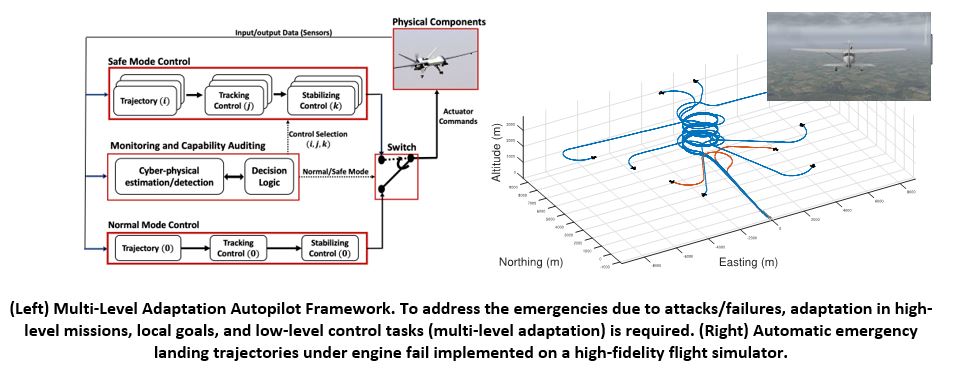 Physical Components
Input/output Data (Sensors)
Safe Mode Control
Trajectory (i)
Tracking
Control (j)
Stabilizing
Control (k)
Actuator
Commands
Control Selection
(i, j, k)
Monitoring and Capability Auditing
Switch
Cyber-physical
estimation/detection
Decision
Logic
Normal/Safe Mode
Normal Mode Control
Trajectory (0)
Tracking
Control (0)
Stabilizing
Control (0)
Altitude (m)
Northing (m)
Easting (m)
(Left) Multi-Level Adaptation Autopilot Framework. To address the emergencies due to attacks/failures, adaptation in high-
level missions, local goals, and low-level control tasks (multi-level adaptation) is required. (Right) Automatic emergency
landing trajectories under engine fail implemented on a high-fidelity flight simulator.